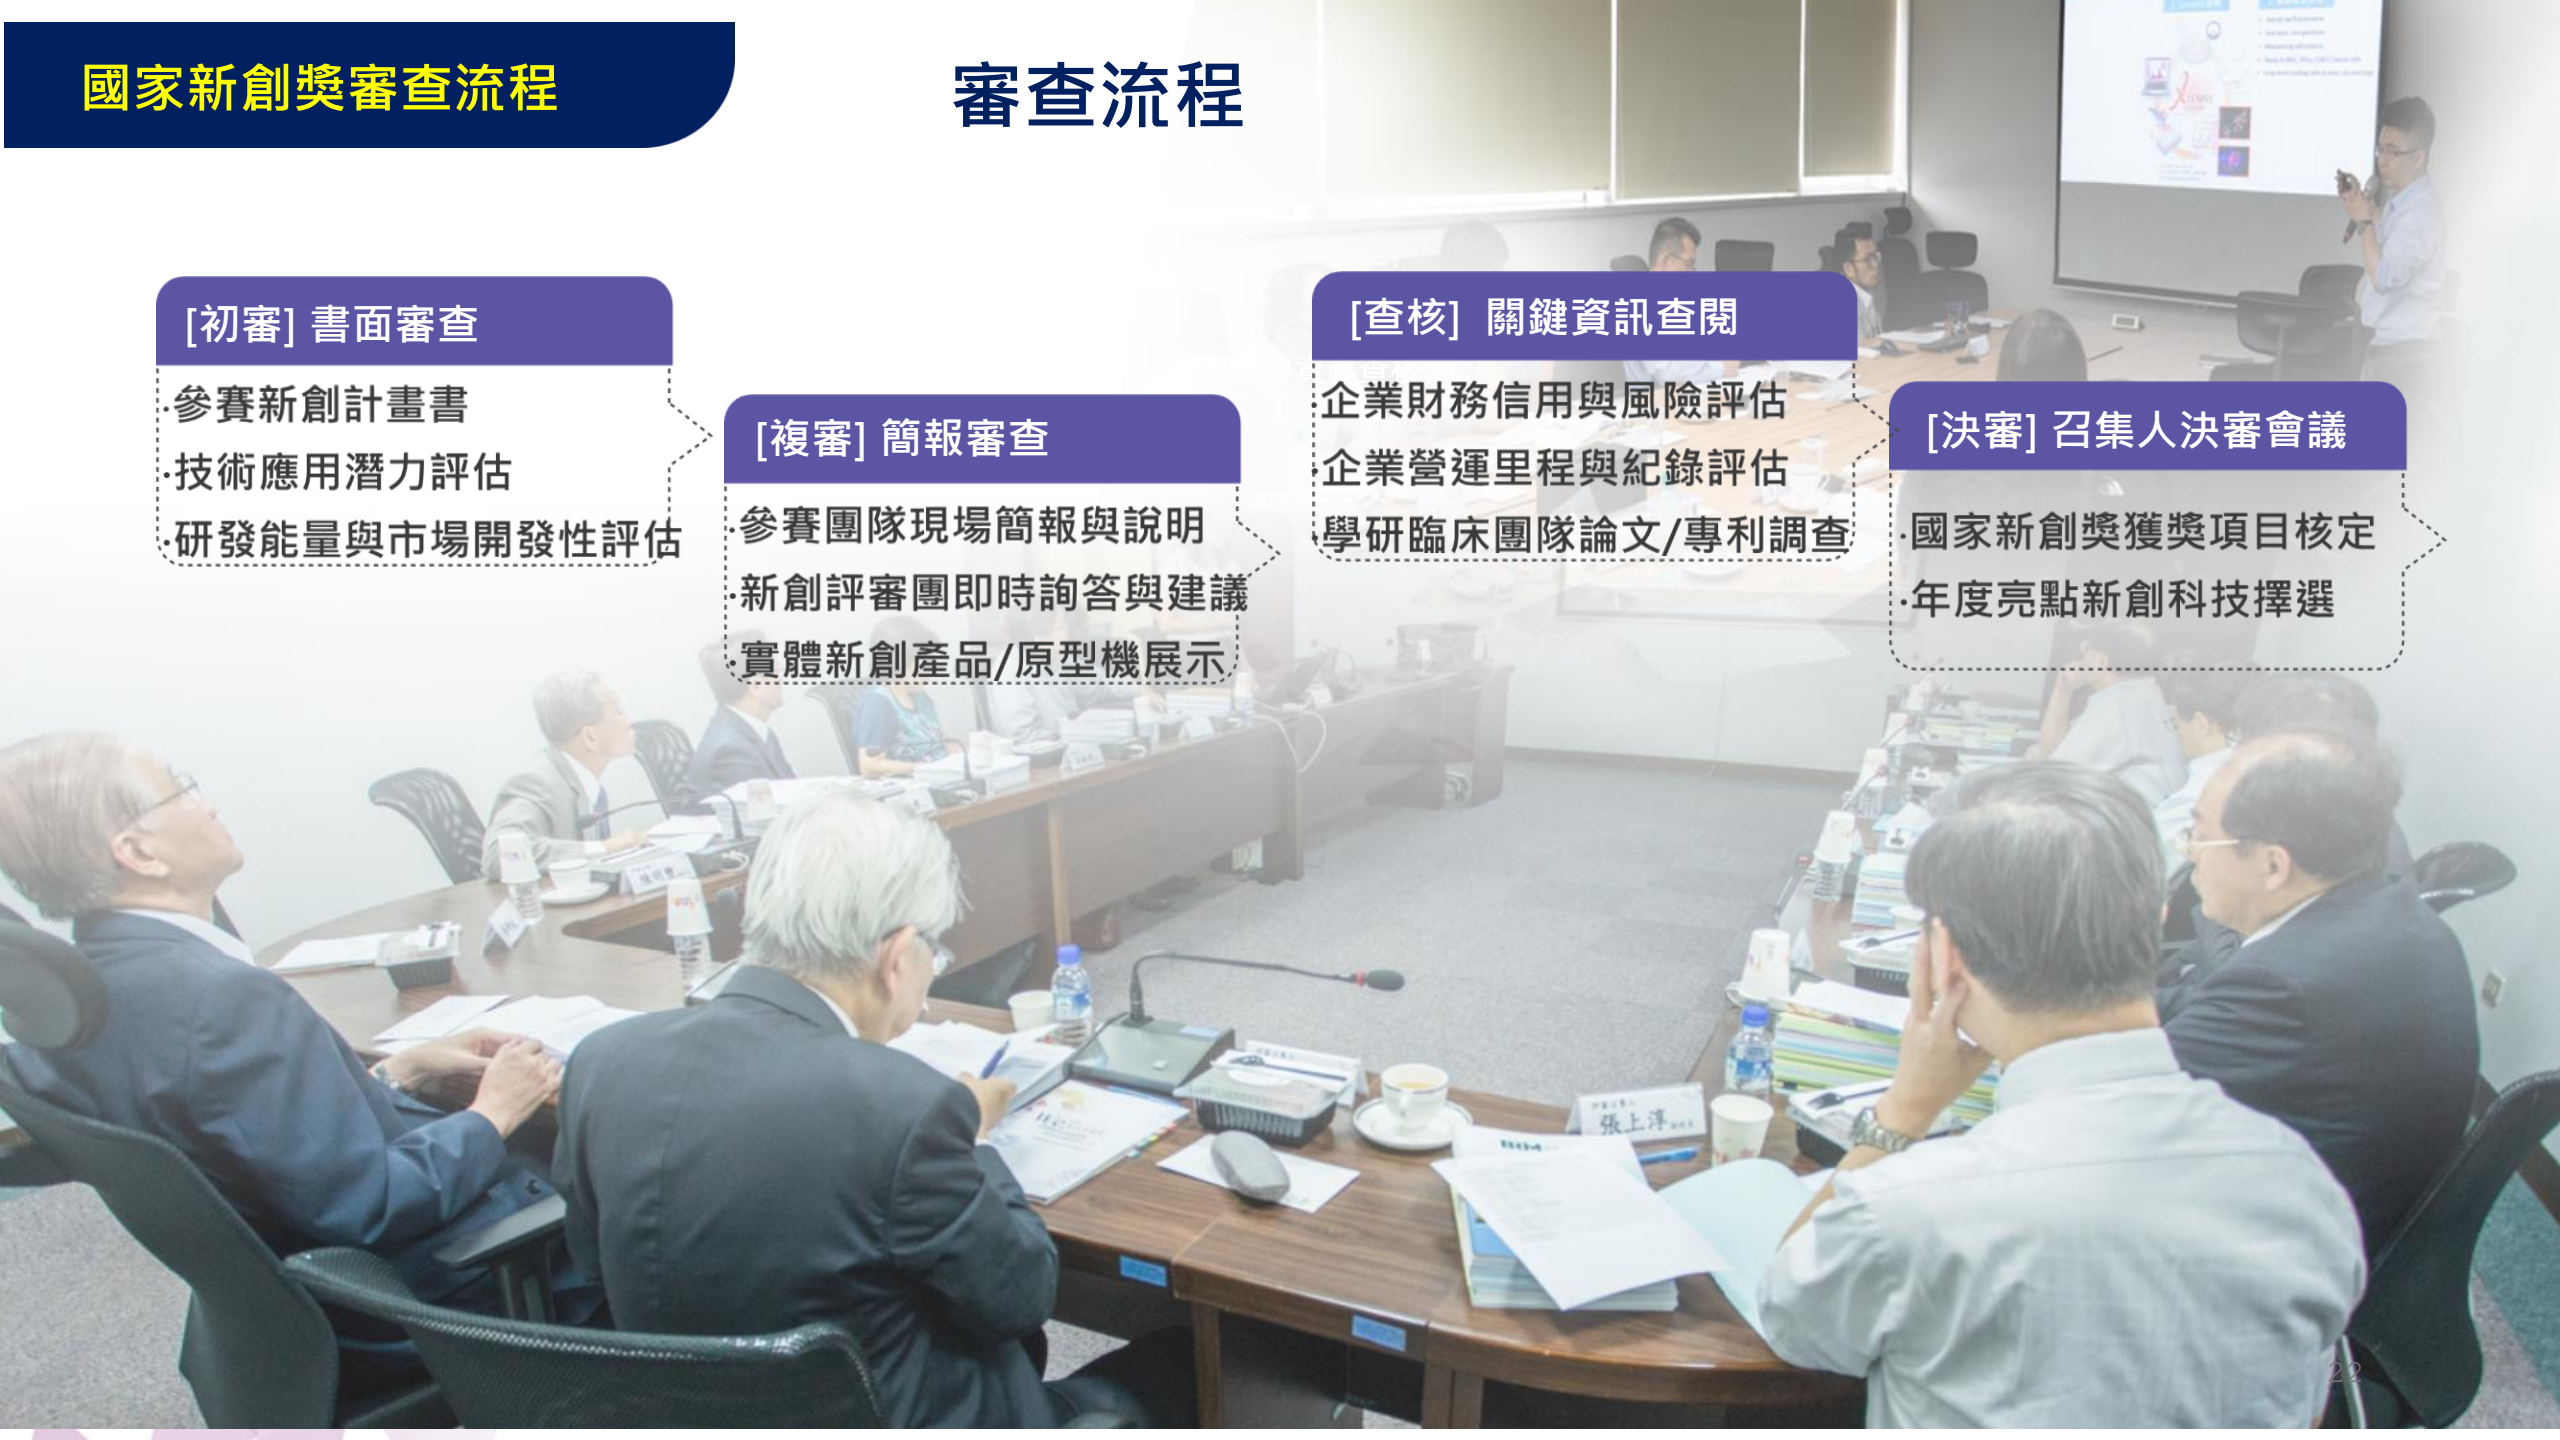 國家新創獎審查流程
審查流程
[初審] 書面審查
·參賽新創計畫書
·技術應用潛力評估
·研發能量與市場開發性評估
[複審] 簡報審查
·參賽團隊現場簡報與說明
·新創評審團即時詢答與建議
·實體新創產品/原型機展示
[查核] 關鍵資訊查閱
·企業財務信用與風險評估
·企業營運里程與紀錄評估
·學研臨床團隊論文/專利調查
[決審] 召集人決審會議
·國家新創獎獲獎項目核定
·年度亮點新創科技擇選
張上淳
22